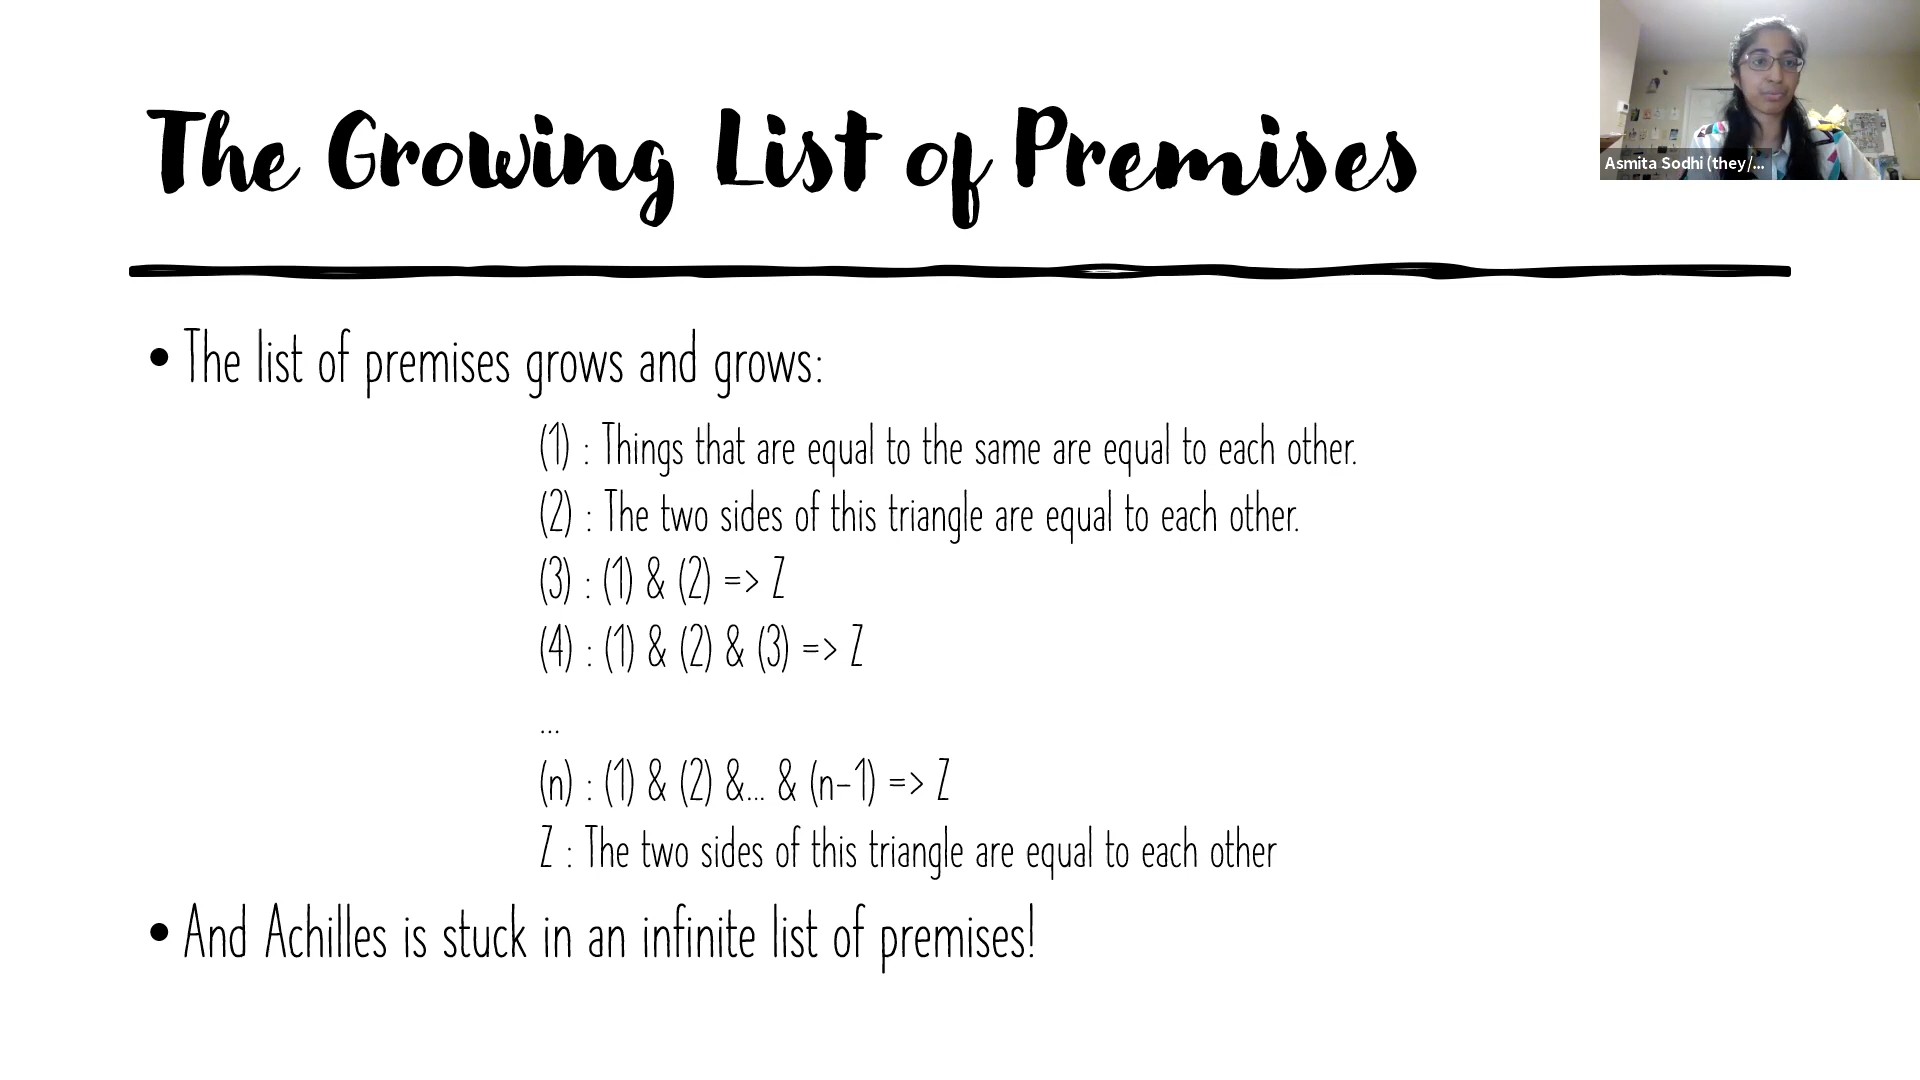 The Growing List of Premises
Asmita Sodhi (they/...
• The list of premises grows and grows:
(1) : Things that are equal to the same are equal to each other.
(2) : The two sides of this triangle are equal to each other.
(3) : (1) & (2) => Z
(4) : (1) & (2) & (3) => Z
...
(n) : (1) & (2) &... & (n-1) => Z
Z : The two sides of this triangle are equal to each other
• And Achilles is stuck in an infinite list of premises!